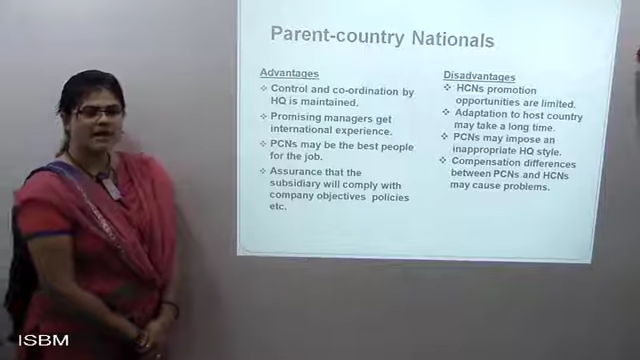 Parent-country Nationals
Advantages
Control and co-ordination by
HQ is maintained.
Promising managers get
international experience.
PCNs may be the best people
for the job.
Assurance that the
subsidiary will comply with
company objectives policies
etc.
Disadvantages
HCNs promotion
opportunities are limited.
Adaptation to host country
may take a long time.
PCNs may impose an
inappropriate HQ style.
Compensation differences
between PCNs and HCNs
may cause problems.
ISBM